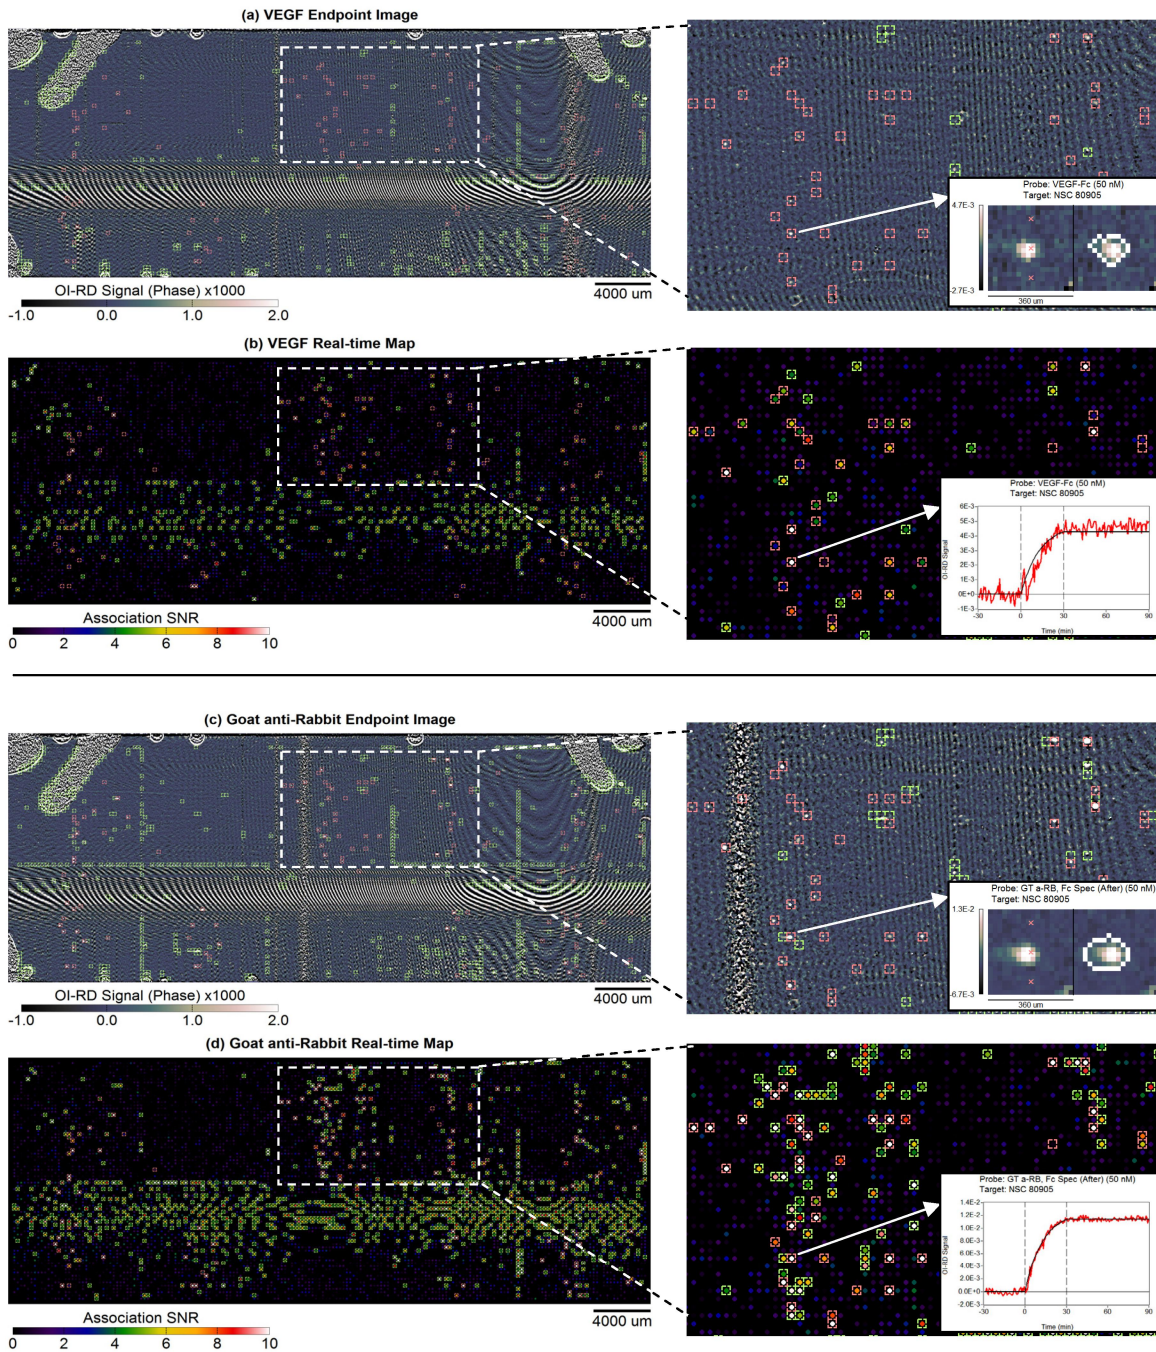 (a) VEGF Endpoint Image
OI-RD Signal (Phase) x1000
-1.0 0.0 1.0 2.0
4000 um
Probe: VEGF-Fc (50 nM)
Target: NSC 80905
4.7E-3
-2.7E-3
360 um
(b) VEGF Real-time Map
Association SNR
0 2 4 6 8 10
4000 um
Probe: VEGF-Fc (50 nM)
Target: NSC 80905
OI-RD Signal
6E-3
5E-3
4E-3
3E-3
2E-3
1E-3
0E+0
-1E-3
-30 0 30 60 90
Time (min)
(c) Goat anti-Rabbit Endpoint Image
OI-RD Signal (Phase) x1000
-1.0 0.0 1.0 2.0
4000 um
Probe: GT a-RB, Fc Spec (After) (50 nM)
Target: NSC 80905
1.3E-2
-6.7E-3
360 um
(d) Goat anti-Rabbit Real-time Map
Association SNR
0 2 4 6 8 10
4000 um
Probe: GT a-RB, Fc Spec (After) (50 nM)
Target: NSC 80905
OI-RD Signal
1.4E-2
1.2E-2
1.0E-2
8.0E-3
6.0E-3
4.0E-3
2.0E-3
0.0E+0
-2.0E-3
-30 0 30 60 90
Time (min)